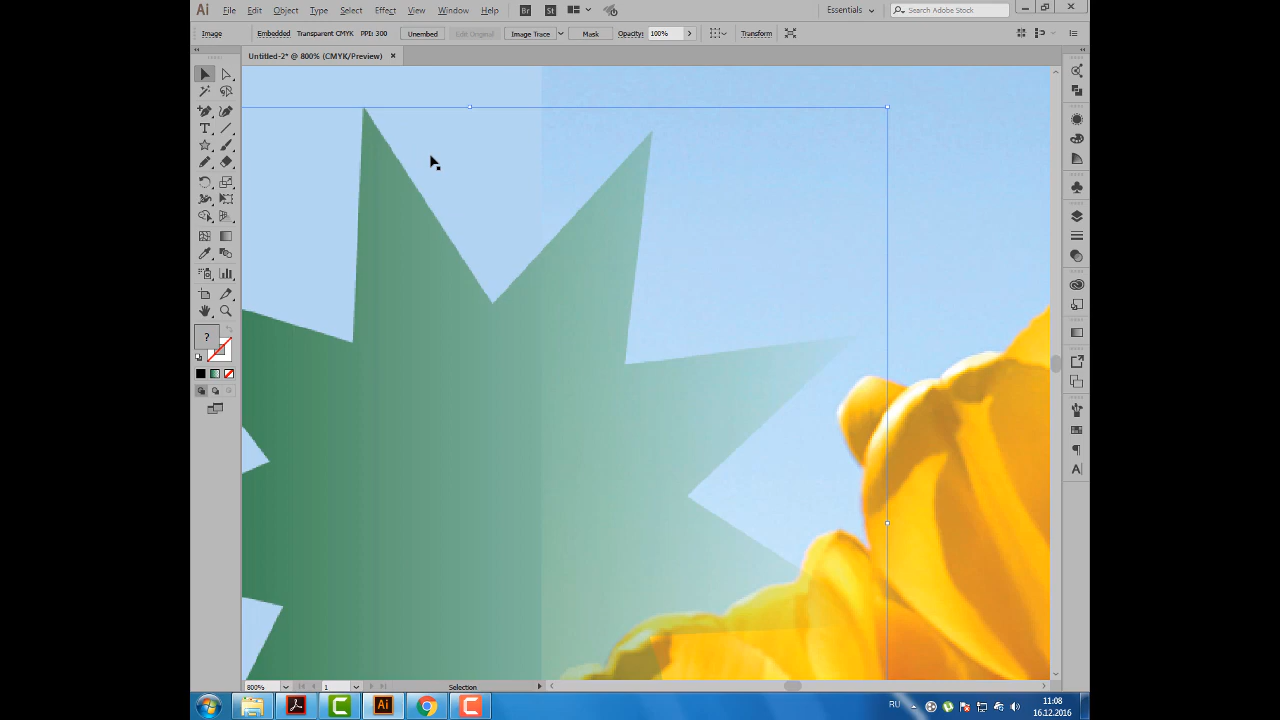 Ai File Edit Object Type Select Effect View Window Help Br St Essentials Search Adobe Stock
Image Embedded Transparent CMYK PPI: 300 Unembed Edit Original Image Trace Mask Opacity: 100% Transform
Untitled-2* @ 800% (CMYK/Preview) ×
T
?
A
800% 1 Selection
Ai RU 11:08
16.12.2016